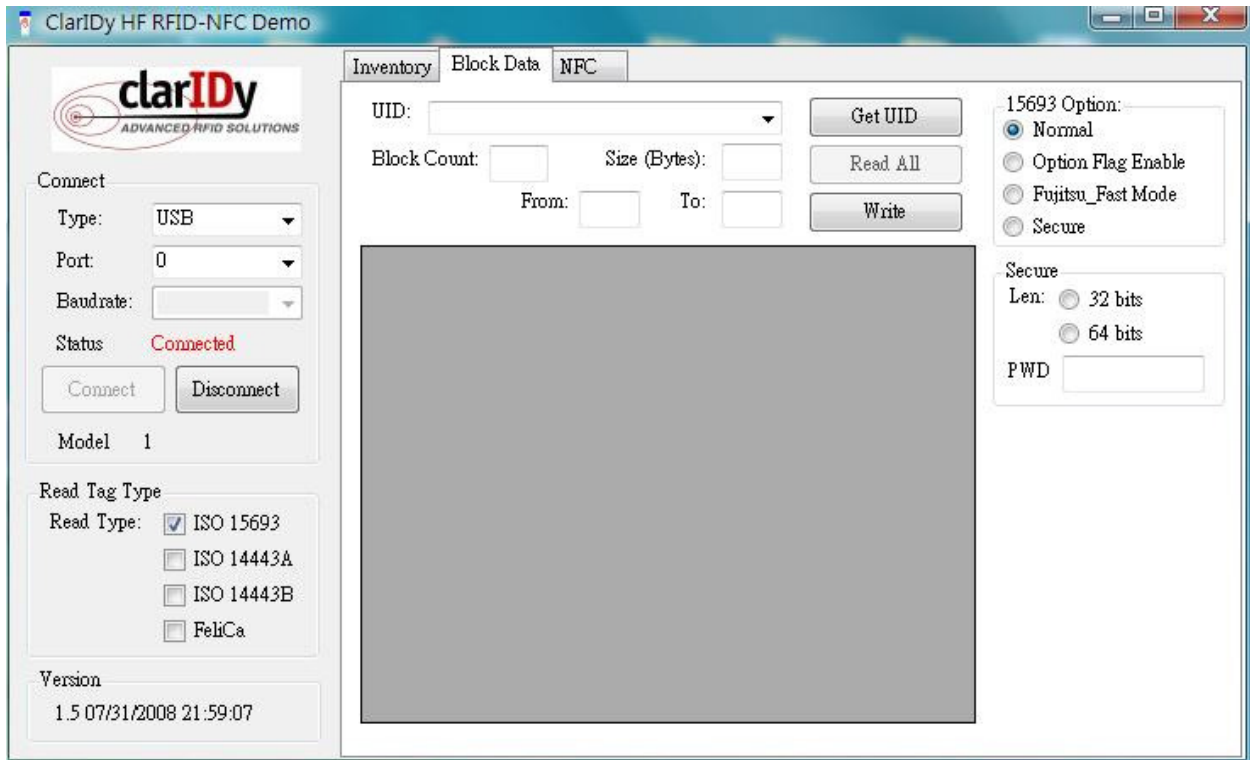 ClarIDy HF RFID-NFC Demo
clarIDy
ADVANCED RFID SOLUTIONS
Connect
Type: USB
Port: 0
Baudrate:
Status Connected
Connect Disconnect
Model 1
Read Tag Type
Read Type: ISO 15693
ISO 14443A
ISO 14443B
FeliCa
Version
1.5 07/31/2008 21:59:07
Inventory Block Data NFC
UID: Get UID
Block Count: Size (Bytes): Read All
From: To: Write
15693 Option:
Normal
Option Flag Enable
Fujitsu_Fast Mode
Secure
Secure
Len: 32 bits
64 bits
PWD